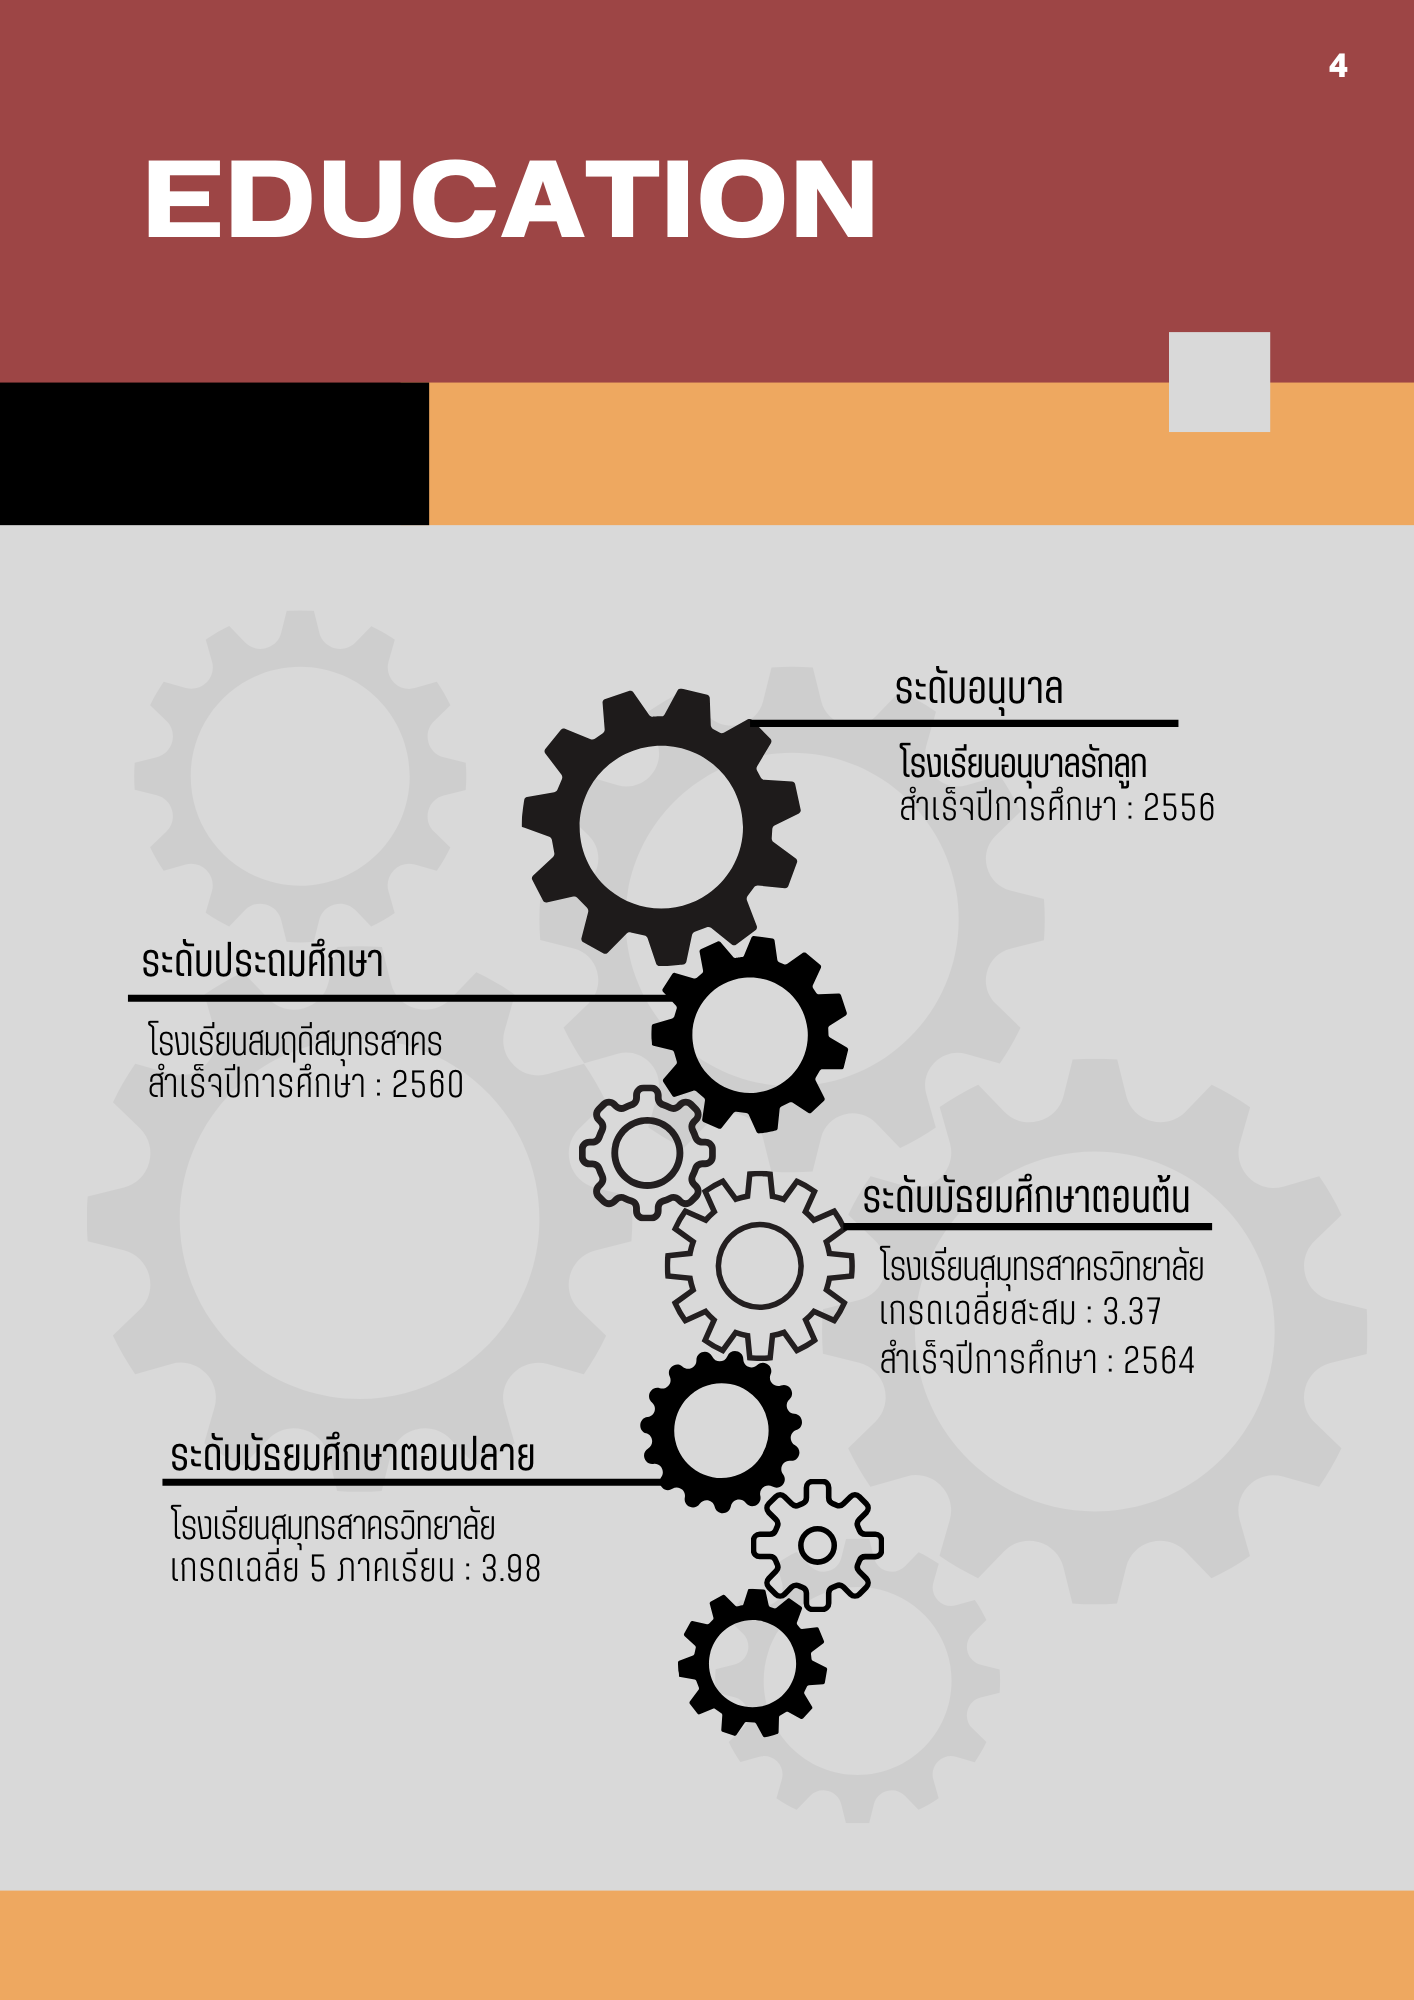 4
EDUCATION
ระดับอนุบาล
โรงเรียนอนุบาลรักลูก
สำเร็จปีการศึกษา : 2556
ระดับประถมศึกษา
โรงเรียนสมฤดีสมุทรสาคร
สำเร็จปีการศึกษา : 2560
ระดับมัธยมศึกษาตอนต้น
โรงเรียนสมุทรสาครวิทยาลัย
เกรดเฉลี่ยสะสม : 3.37
สำเร็จปีการศึกษา : 2564
ระดับมัธยมศึกษาตอนปลาย
โรงเรียนสมุทรสาครวิทยาลัย
เกรดเฉลี่ย 5 ภาคเรียน : 3.98